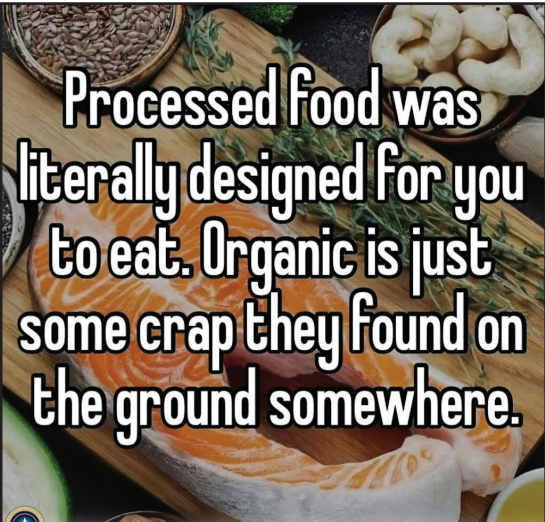 Processed food was
literally designed for you
to eat. Organic is just
some crap they found on
the ground somewhere.